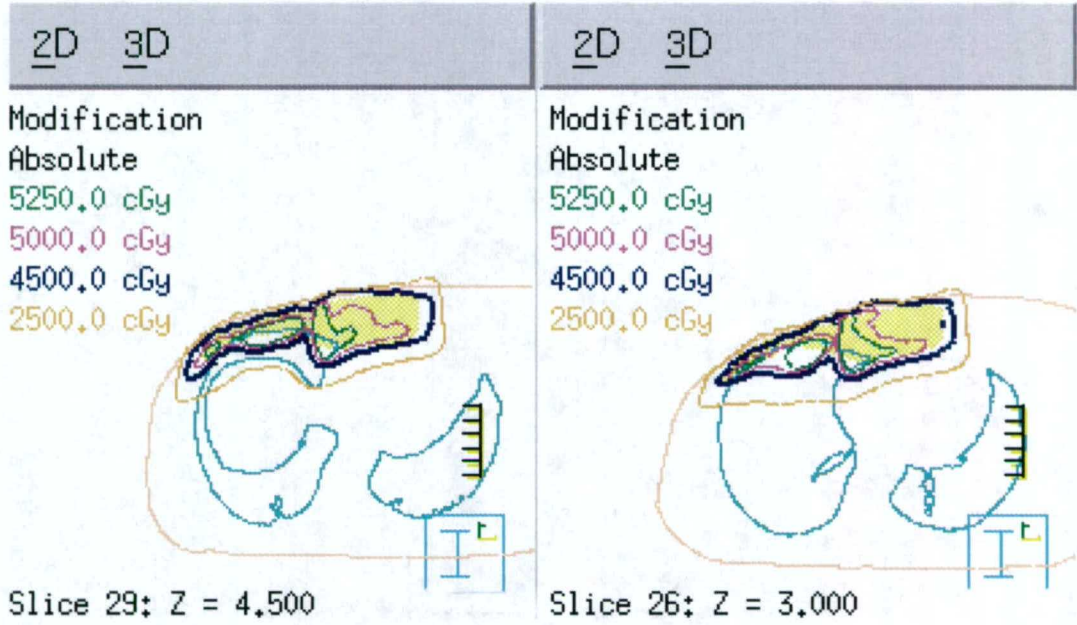 2D 3D
Modification
Absolute
5250.0 cGy
5000.0 cGy
4500.0 cGy
2500.0 cGy
Slice 29: Z = 4.500
2D 3D
Modification
Absolute
5250.0 cGy
5000.0 cGy
4500.0 cGy
2500.0 cGy
Slice 26: Z = 3.000